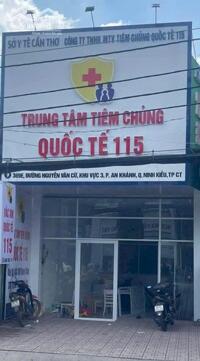 SỞ Y TẾ CẦN THƠ CÔNG TY TNHH MTV TIÊM CHỦNG QUỐC TẾ 115
TRUNG TÂM TIÊM CHỦNG
QUỐC TẾ 115
369E, ĐƯỜNG NGUYỄN VĂN CỪ, KHU VỰC 3, P. AN KHÁNH, Q. NINH KIỀU, TP CT
115